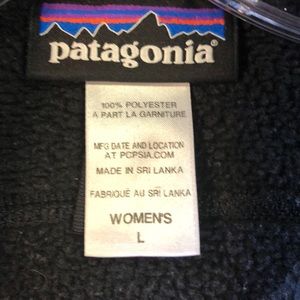 patagonia®
100% POLYESTER
A PART LA GARNITURE
MFG DATE AND LOCATION
AT PCPSIA.COM
MADE IN SRI LANKA
FABRIQUÉ AU SRI LANKA
WOMEN'S
L